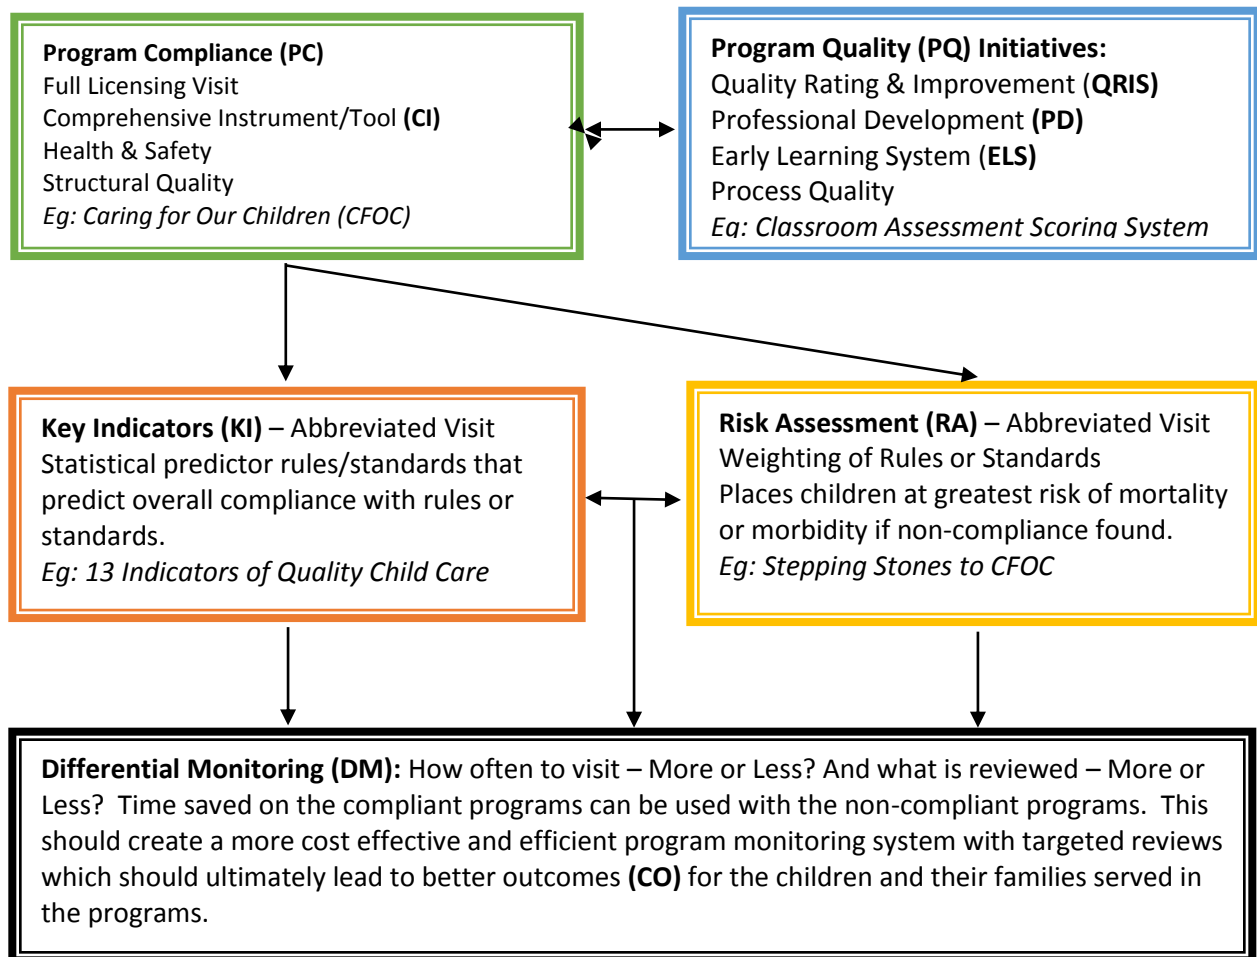 Program Compliance (PC)
Full Licensing Visit
Comprehensive Instrument/Tool (CI)
Health & Safety
Structural Quality
Eg: Caring for Our Children (CFOC)
Program Quality (PQ) Initiatives:
Quality Rating & Improvement (QRIS)
Professional Development (PD)
Early Learning System (ELS)
Process Quality
Eg: Classroom Assessment Scoring System
Key Indicators (KI) – Abbreviated Visit
Statistical predictor rules/standards that
predict overall compliance with rules or
standards.
Eg: 13 Indicators of Quality Child Care
Risk Assessment (RA) – Abbreviated Visit
Weighting of Rules or Standards
Places children at greatest risk of mortality
or morbidity if non-compliance found.
Eg: Stepping Stones to CFOC
Differential Monitoring (DM): How often to visit – More or Less? And what is reviewed – More or
Less? Time saved on the compliant programs can be used with the non-compliant programs. This
should create a more cost effective and efficient program monitoring system with targeted reviews
which should ultimately lead to better outcomes (CO) for the children and their families served in
the programs.